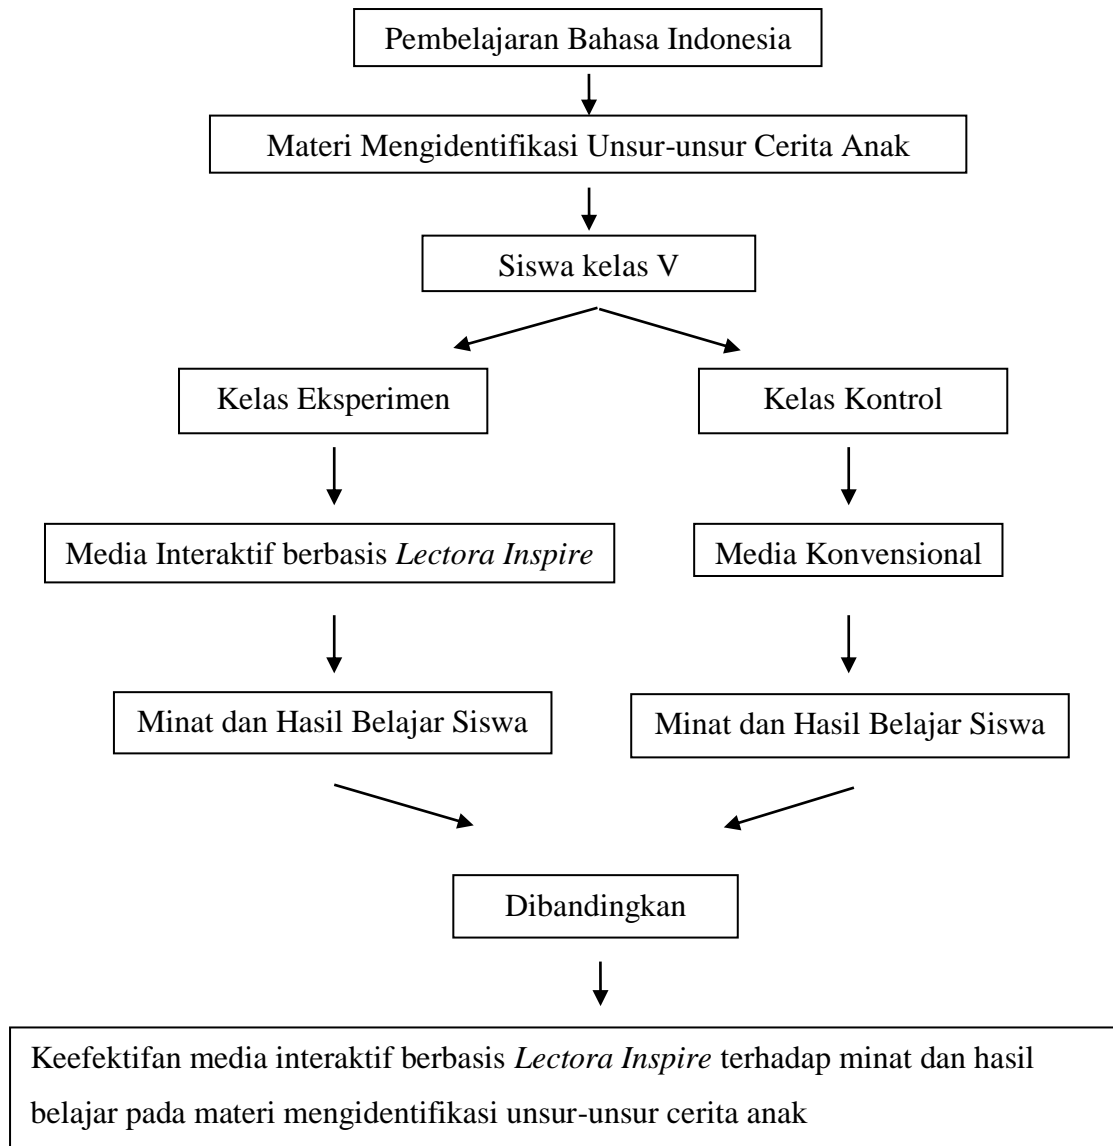 Pembelajaran Bahasa Indonesia
Materi Mengidentifikasi Unsur-unsur Cerita Anak
Siswa kelas V
Kelas Eksperimen
Kelas Kontrol
Media Interaktif berbasis Lectora Inspire
Media Konvensional
Minat dan Hasil Belajar Siswa
Minat dan Hasil Belajar Siswa
Dibandingkan
Keefektifan media interaktif berbasis Lectora Inspire terhadap minat dan hasil
belajar pada materi mengidentifikasi unsur-unsur cerita anak